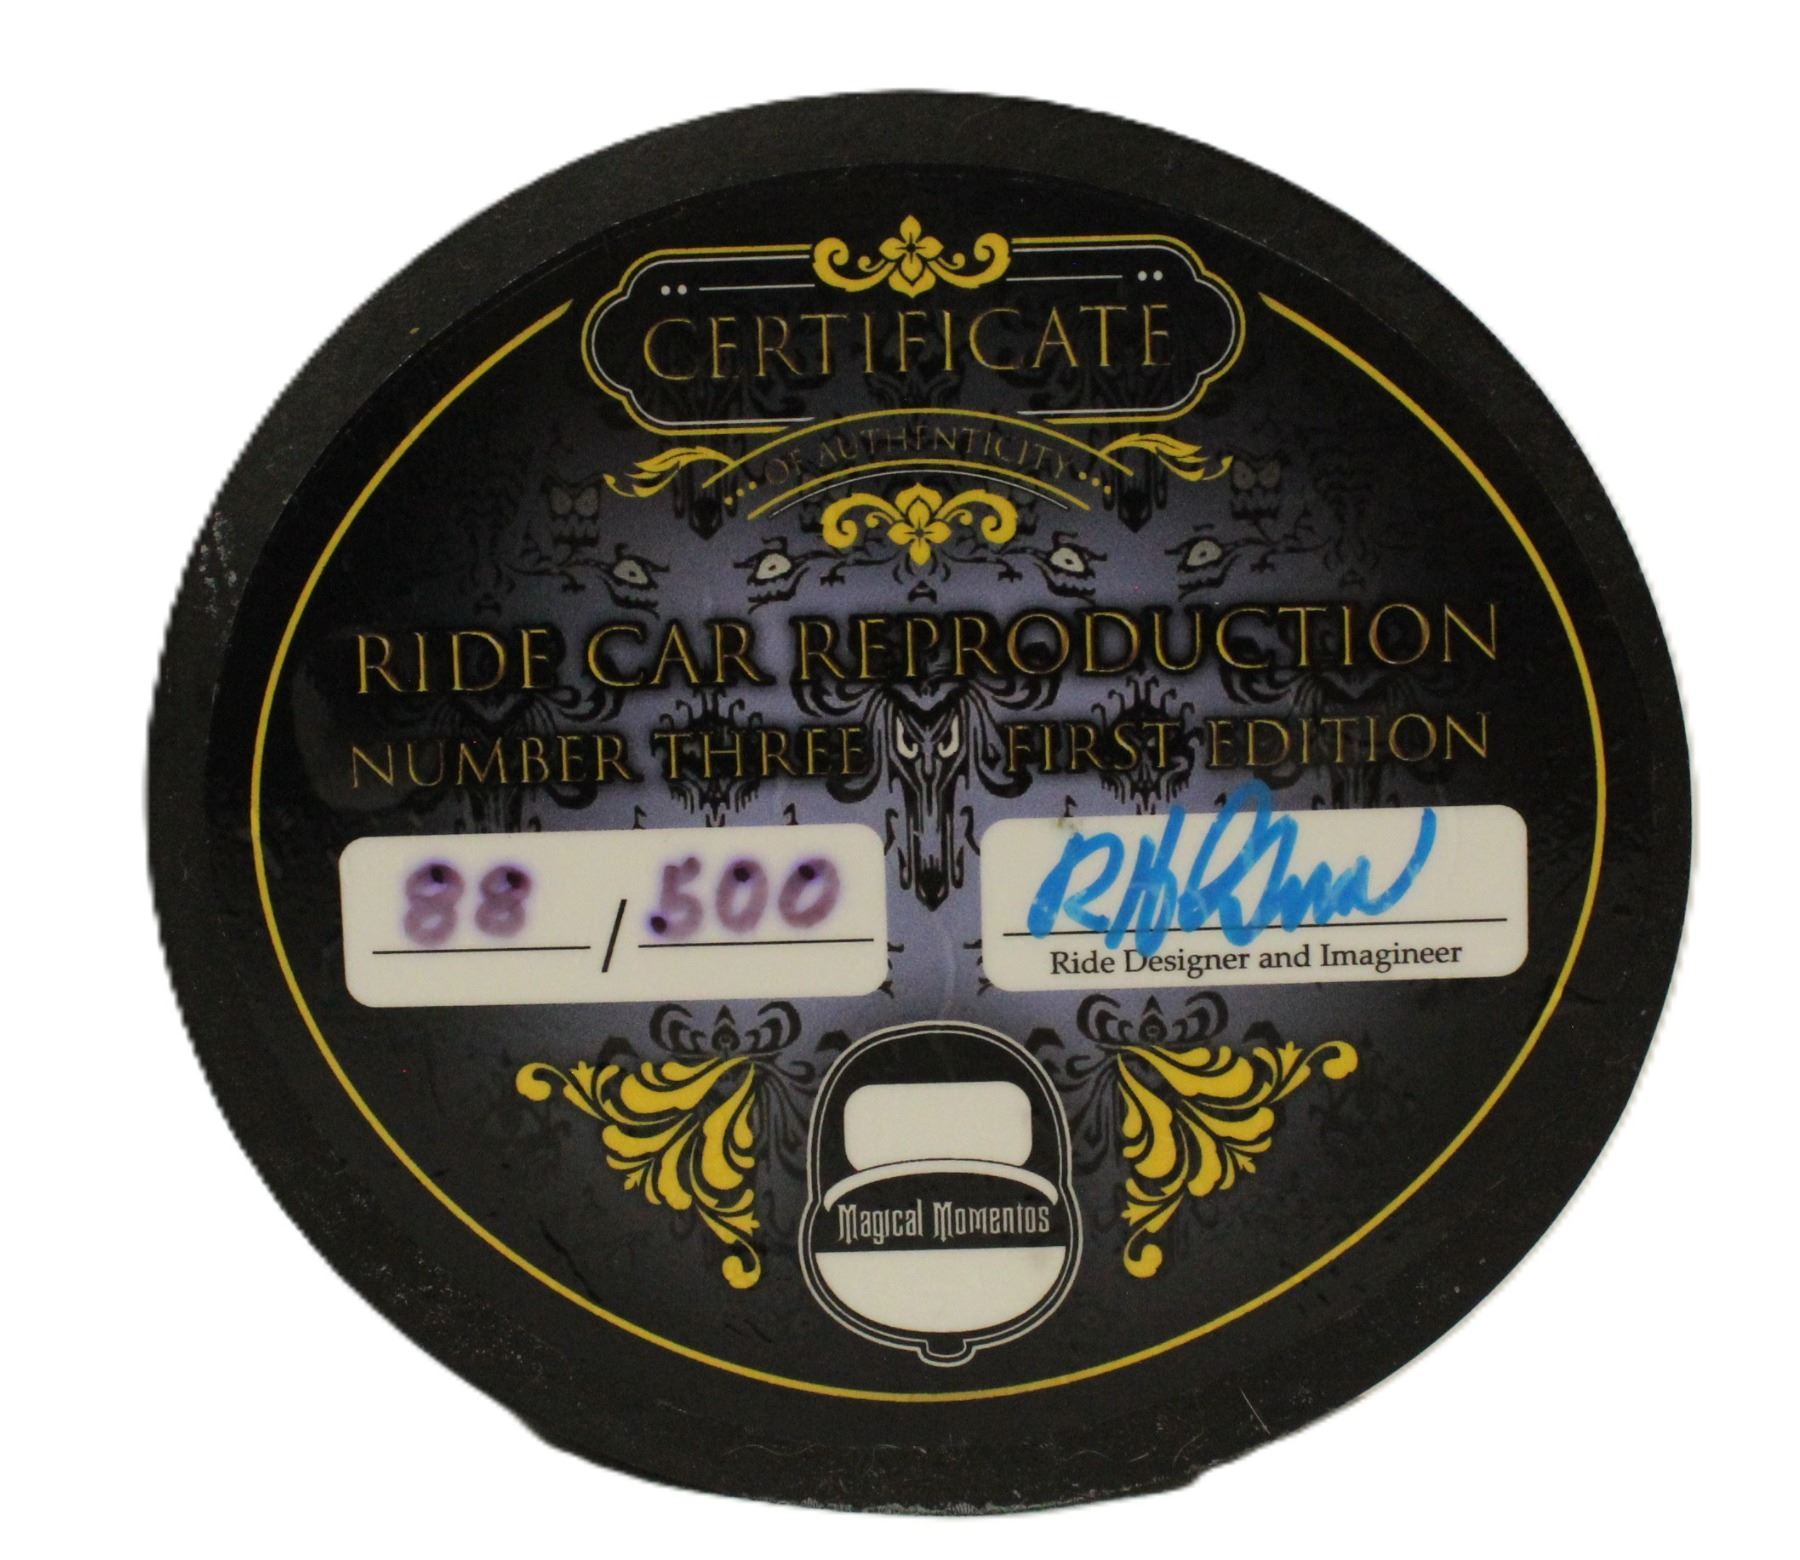 CERTIFICATE
OF AUTHENTICITY
RIDE CAR REPRODUCTION
NUMBER THREE FIRST EDITION
88 / 500
Ride Designer and Imagineer
Magical Momentos